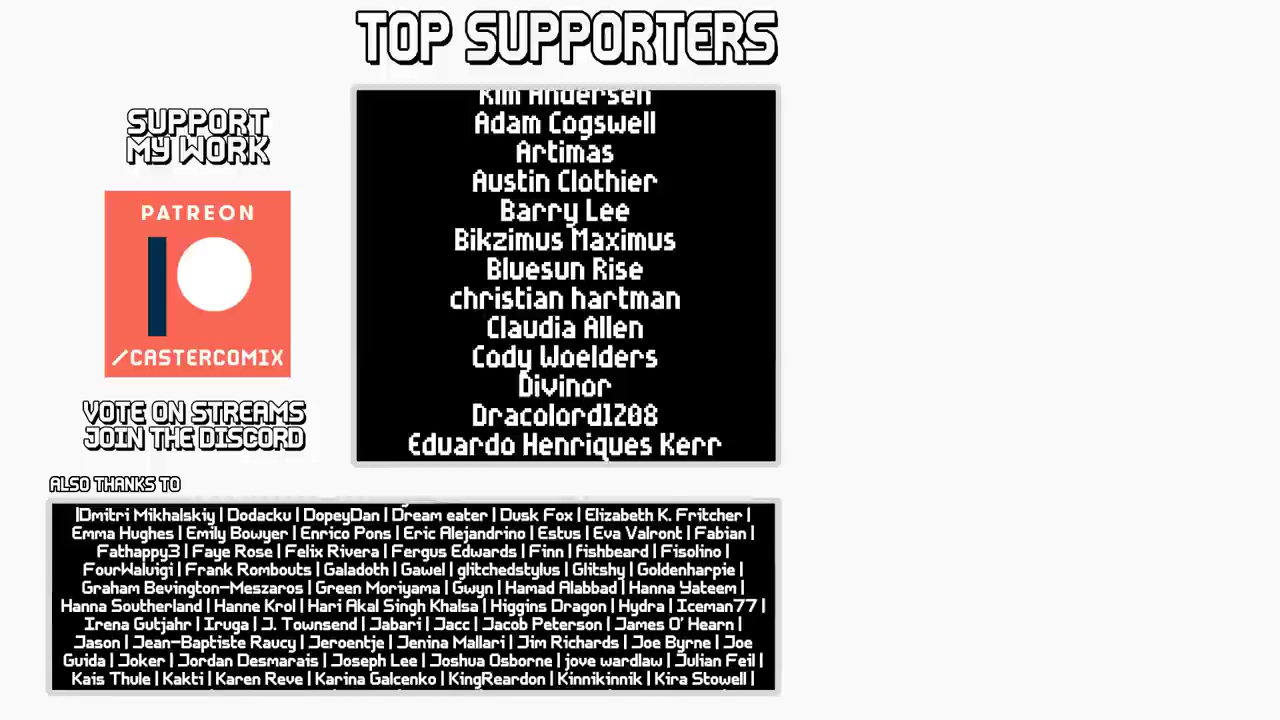 TOP SUPPORTERS
SUPPORT
MY WORK
PATREON
/CASTERCOMIX
VOTE ON STREAMS
JOIN THE DISCORD
Kim Andersen
Adam Cogswell
Artimas
Austin Clothier
Barry Lee
Bikzimus Maximus
Bluesun Rise
christian hartman
Claudia Allen
Cody Woelders
Divinor
Dracolord1208
Eduardo Henriques Kerr
ALSO THANKS TO
|Dmitri Mikhalskiy | Dodacku | DopeyDan | Dream eater | Dusk Fox | Elizabeth K. Fritcher |
Emma Hughes | Emily Bowyer | Enrico Pons | Eric Alejandrino | Estus | Eva Valront | Fabian |
Fathappy3 | Faye Rose | Felix Rivera | Fergus Edwards | Finn | fishbeard | Fisolino |
FourWaluigi | Frank Rombouts | Galadoth | Gawel | glitchedstylus | Glitshy | Goldenharpie |
Graham Bevington-Meszaros | Green Moriyama | Gwyn | Hamad Alabbad | Hanna Yateem |
Hanna Southerland | Hanne Krol | Hari Akal Singh Khalsa | Higgins Dragon | Hydra | Iceman77 |
Irena Gutjahr | Iruga | J. Townsend | Jabari | Jacc | Jacob Peterson | James O' Hearn |
Jason | Jean-Baptiste Raucy | Jeroentje | Jenina Mallari | Jim Richards | Joe Byrne | Joe
Guida | Joker | Jordan Desmarais | Joseph Lee | Joshua Osborne | jove wardlaw | Julian Feil |
Kais Thule | Kakti | Karen Reve | Karina Galcenko | KingReardon | Kinnikinnik | Kira Stowell |